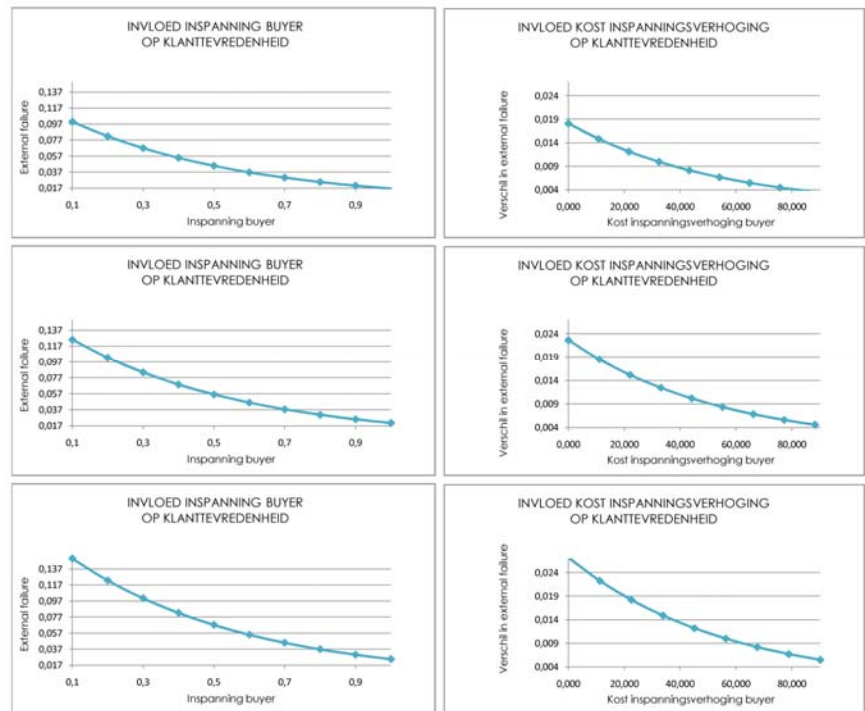 INVLOED INSPANNING BUYER
OP KLANTTEVREDENHEID
External failure
0,137
0,117
0,097
0,077
0,057
0,037
0,017
0,1 0,3 0,5 0,7 0,9
Inspanning buyer
INVLOED KOST INSPANNINGSVERHOGING
OP KLANTTEVREDENHEID
Verschil in external failure
0,024
0,019
0,014
0,009
0,004
0,000 20,000 40,000 60,000 80,000
Kost inspanningsverhoging buyer
INVLOED INSPANNING BUYER
OP KLANTTEVREDENHEID
External failure
0,137
0,117
0,097
0,077
0,057
0,037
0,017
0,1 0,3 0,5 0,7 0,9
Inspanning buyer
INVLOED KOST INSPANNINGSVERHOGING
OP KLANTTEVREDENHEID
Verschil in external failure
0,024
0,019
0,014
0,009
0,004
0,000 20,000 40,000 60,000 80,000
Kost inspanningsverhoging buyer
INVLOED INSPANNING BUYER
OP KLANTTEVREDENHEID
External failure
0,137
0,117
0,097
0,077
0,057
0,037
0,017
0,1 0,3 0,5 0,7 0,9
Inspanning buyer
INVLOED KOST INSPANNINGSVERHOGING
OP KLANTTEVREDENHEID
Verschil in external failure
0,024
0,019
0,014
0,009
0,004
0,000 20,000 40,000 60,000 80,000
Kost inspanningsverhoging buyer